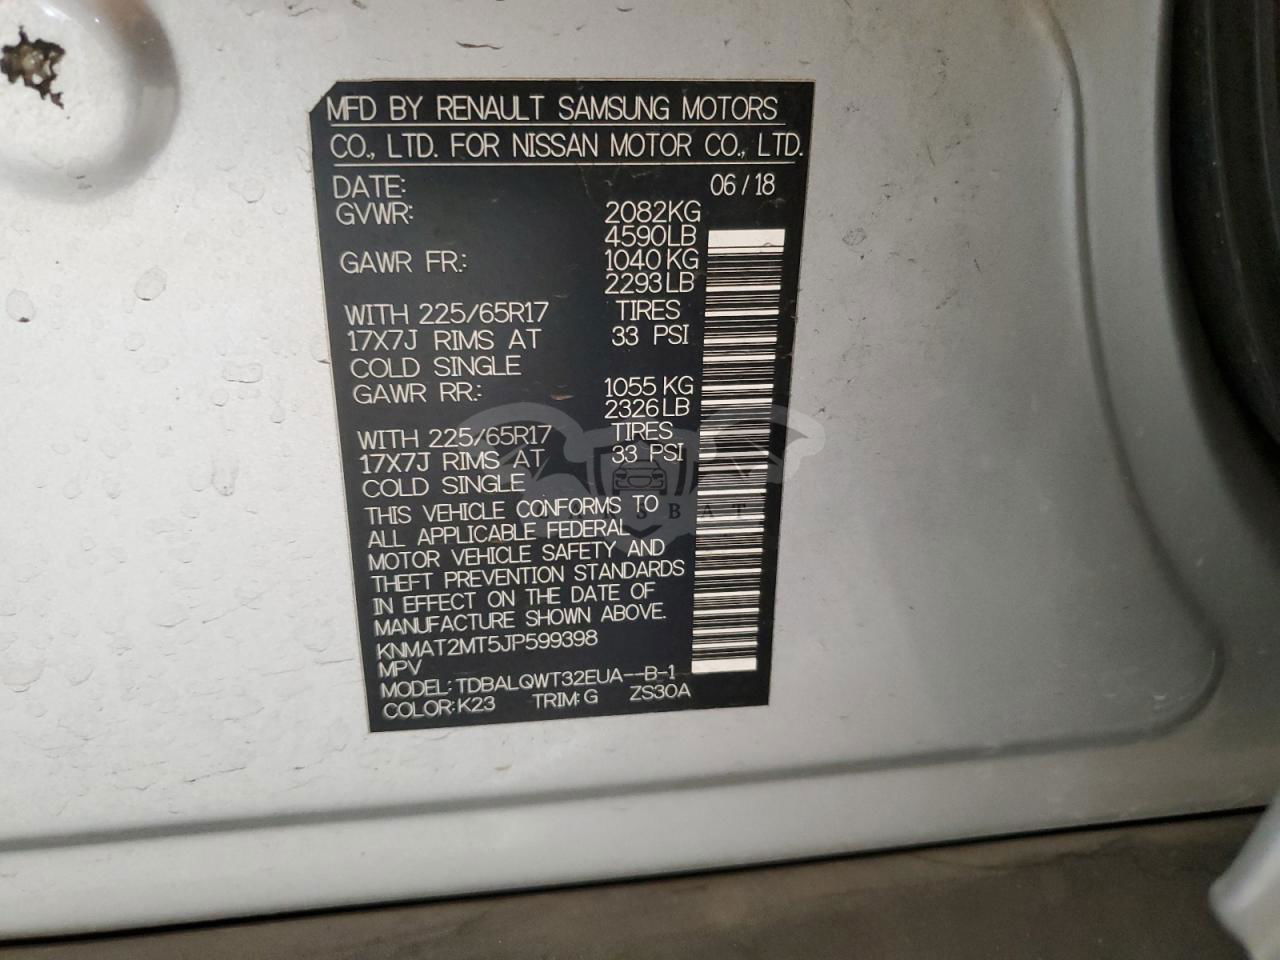 MFD BY RENAULT SAMSUNG MOTORS
CO., LTD. FOR NISSAN MOTOR CO., LTD.
DATE: 06 / 18
GVWR: 2082KG
4590LB
GAWR FR.: 1040 KG
2293 LB
WITH 225/65R17 TIRES
17X7J RIMS AT 33 PSI
COLD SINGLE
GAWR RR.: 1055 KG
2326 LB
WITH 225/65R17 TIRES
17X7J RIMS AT 33 PSI
COLD SINGLE
THIS VEHICLE CONFORMS TO
ALL APPLICABLE FEDERAL
MOTOR VEHICLE SAFETY AND
THEFT PREVENTION STANDARDS
IN EFFECT ON THE DATE OF
MANUFACTURE SHOWN ABOVE.
KNMAT2MT5JP599398
MPV
MODEL: TDBALQWT32EUA--B-1
COLOR:K23 TRIM: G ZS30A